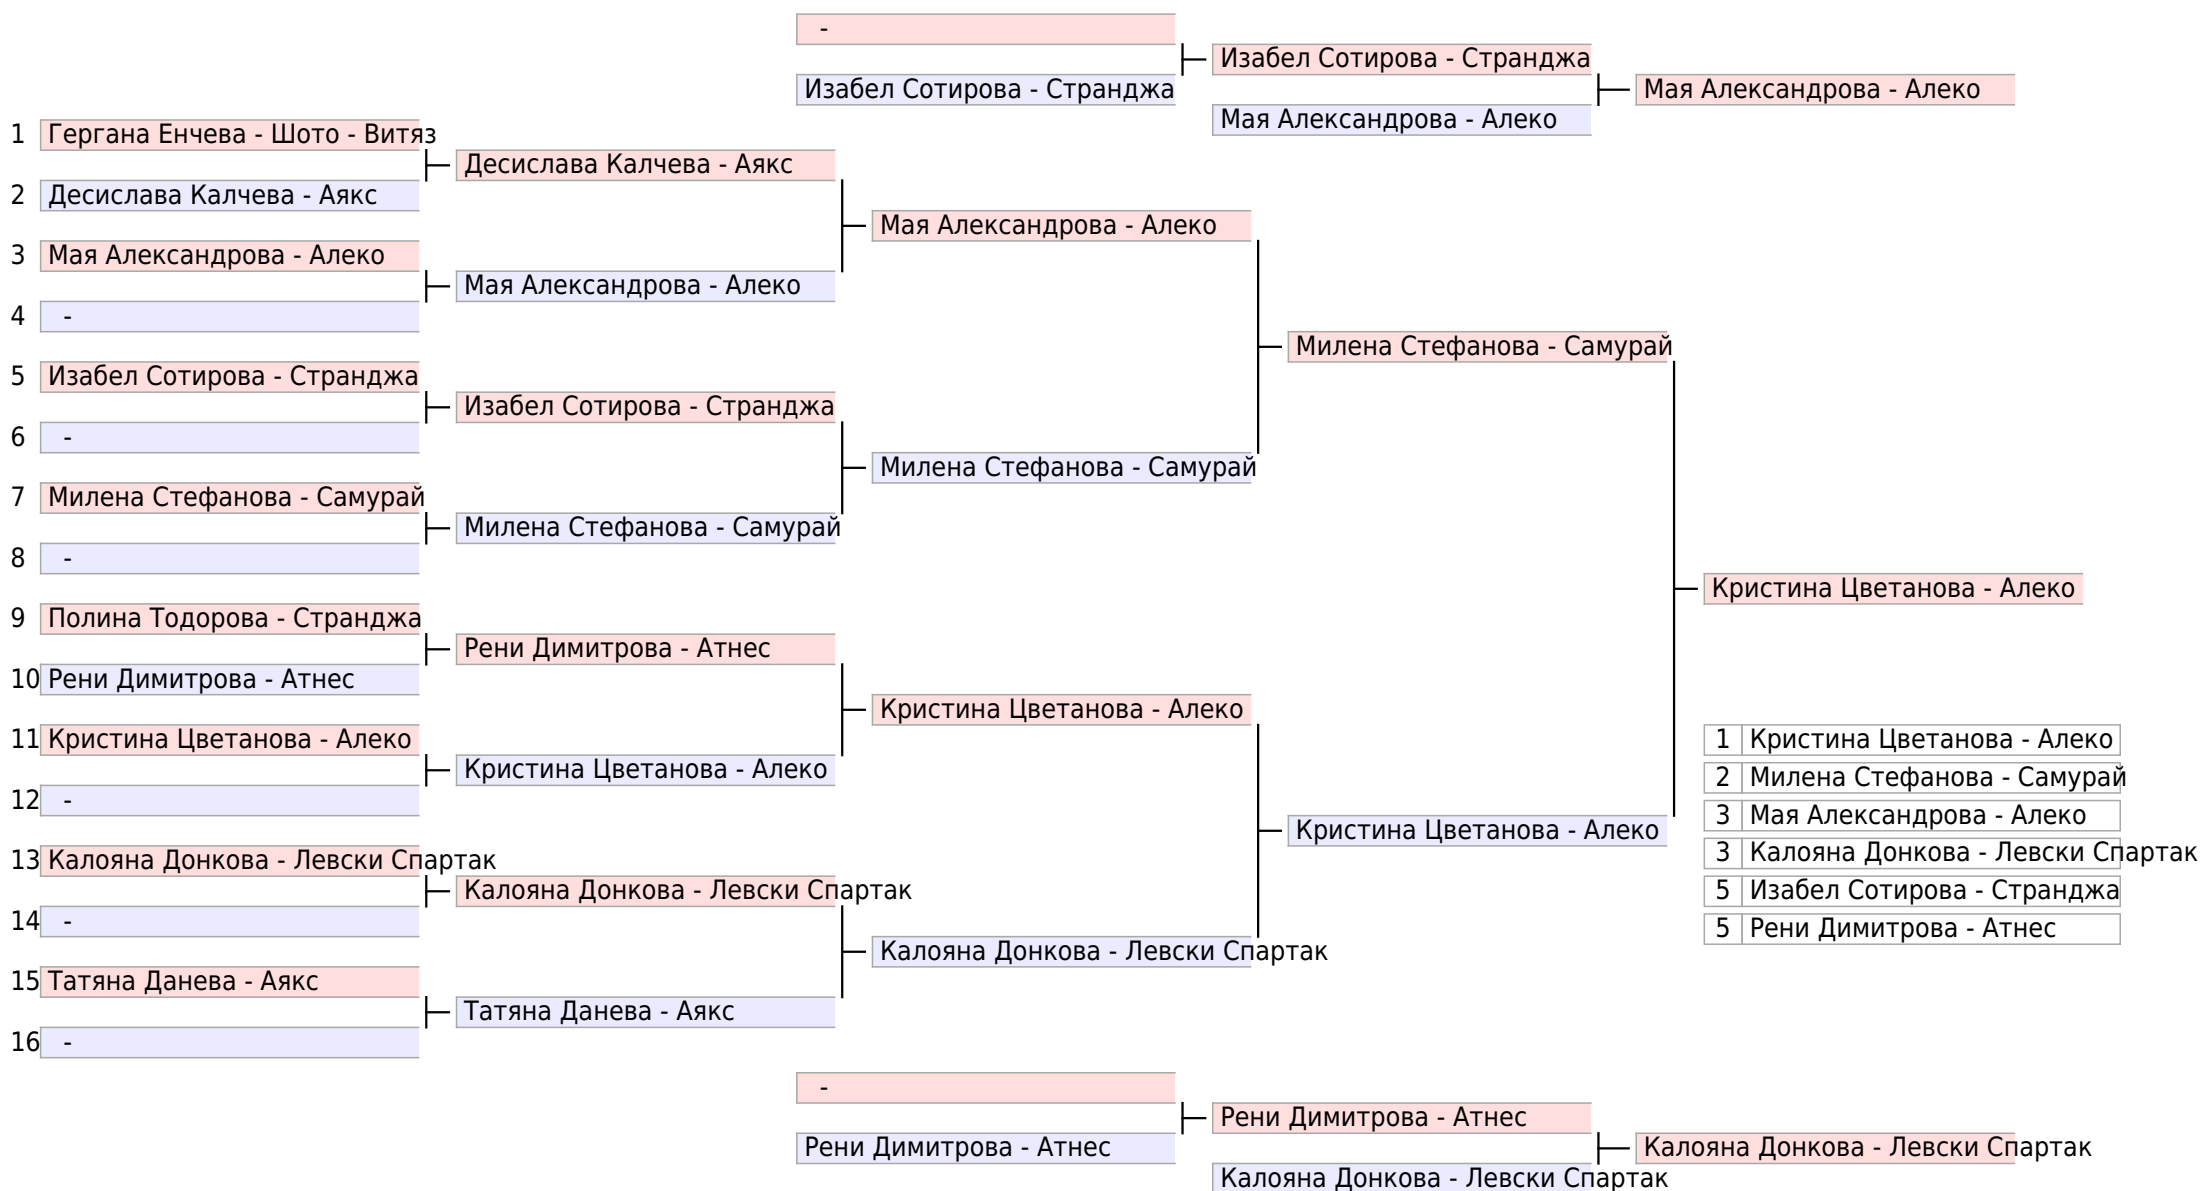 -
Изабел Сотирова - Странджа
Изабел Сотирова - Странджа
Мая Александрова - Алеко
Мая Александрова - Алеко
1 Гергана Енчева - Шото - Витяз
Десислава Калчева - Аякс
2 Десислава Калчева - Аякс
Мая Александрова - Алеко
3 Мая Александрова - Алеко
Мая Александрова - Алеко
4 -
Милена Стефанова - Самурай
5 Изабел Сотирова - Странджа
Изабел Сотирова - Странджа
6 -
Милена Стефанова - Самурай
7 Милена Стефанова - Самурай
Милена Стефанова - Самурай
8 -
Кристина Цветанова - Алеко
9 Полина Тодорова - Странджа
Рени Димитрова - Атнес
10 Рени Димитрова - Атнес
Кристина Цветанова - Алеко
11 Кристина Цветанова - Алеко
Кристина Цветанова - Алеко
12 -
Кристина Цветанова - Алеко
13 Калояна Донкова - Левски Спартак
Калояна Донкова - Левски Спартак
14 -
Калояна Донкова - Левски Спартак
15 Татяна Данева - Аякс
Татяна Данева - Аякс
16 -
1 Кристина Цветанова - Алеко
2 Милена Стефанова - Самурай
3 Мая Александрова - Алеко
3 Калояна Донкова - Левски Спартак
5 Изабел Сотирова - Странджа
5 Рени Димитрова - Атнес
-
Рени Димитрова - Атнес
Рени Димитрова - Атнес
Калояна Донкова - Левски Спартак
Калояна Донкова - Левски Спартак